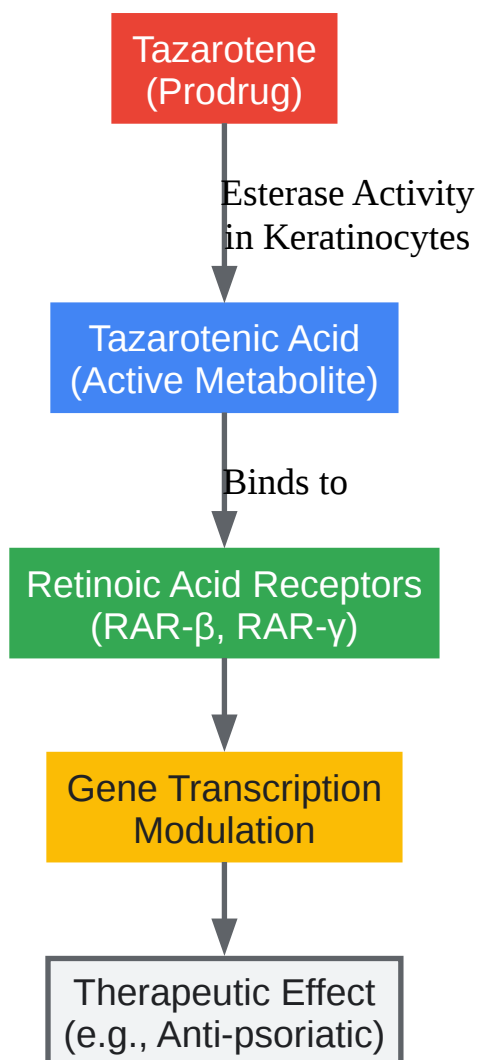 Tazarotene
(Prodrug)
Esterase Activity
in Keratinocytes
Tazarotenic Acid
(Active Metabolite)
Binds to
Retinoic Acid Receptors
(RAR-β, RAR-γ)
Gene Transcription
Modulation
Therapeutic Effect
(e.g., Anti-psoriatic)